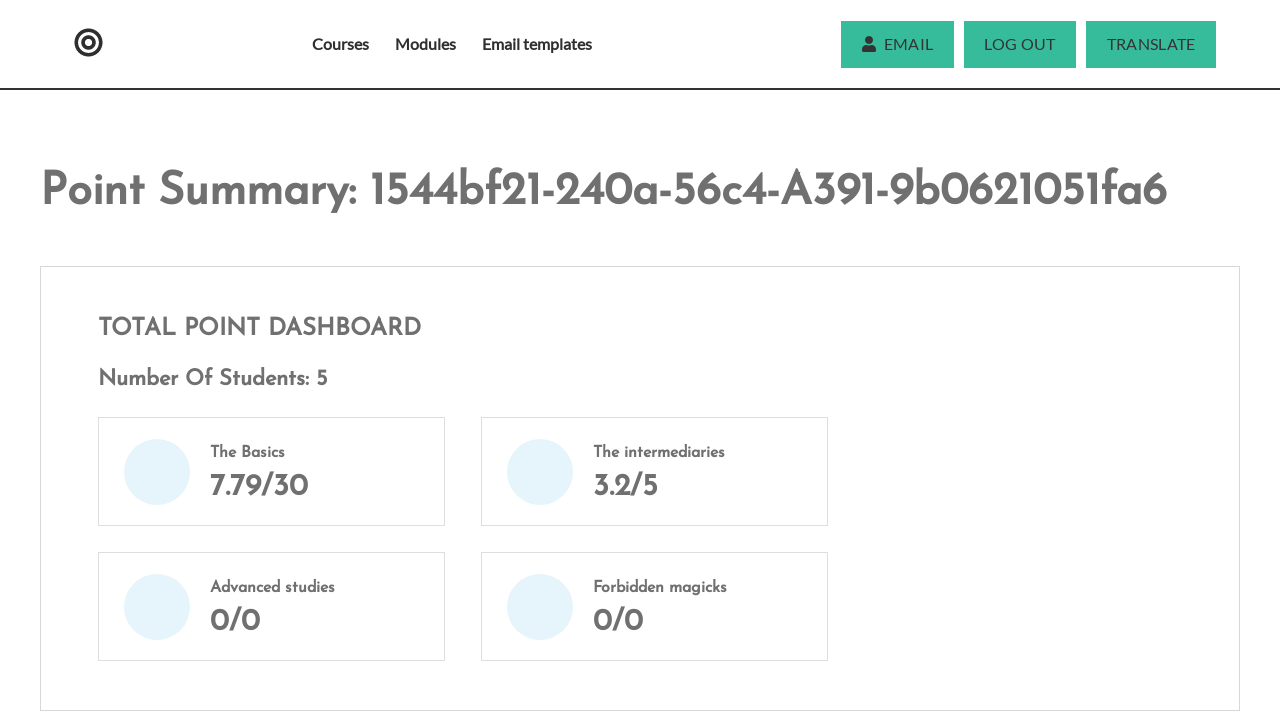 Courses Modules Email templates EMAIL LOG OUT TRANSLATE
Point Summary: 1544bf21-240a-56c4-A391-9b0621051fa6
TOTAL POINT DASHBOARD
Number Of Students: 5
The Basics
7.79/30
The intermediaries
3.2/5
Advanced studies
0/0
Forbidden magicks
0/0